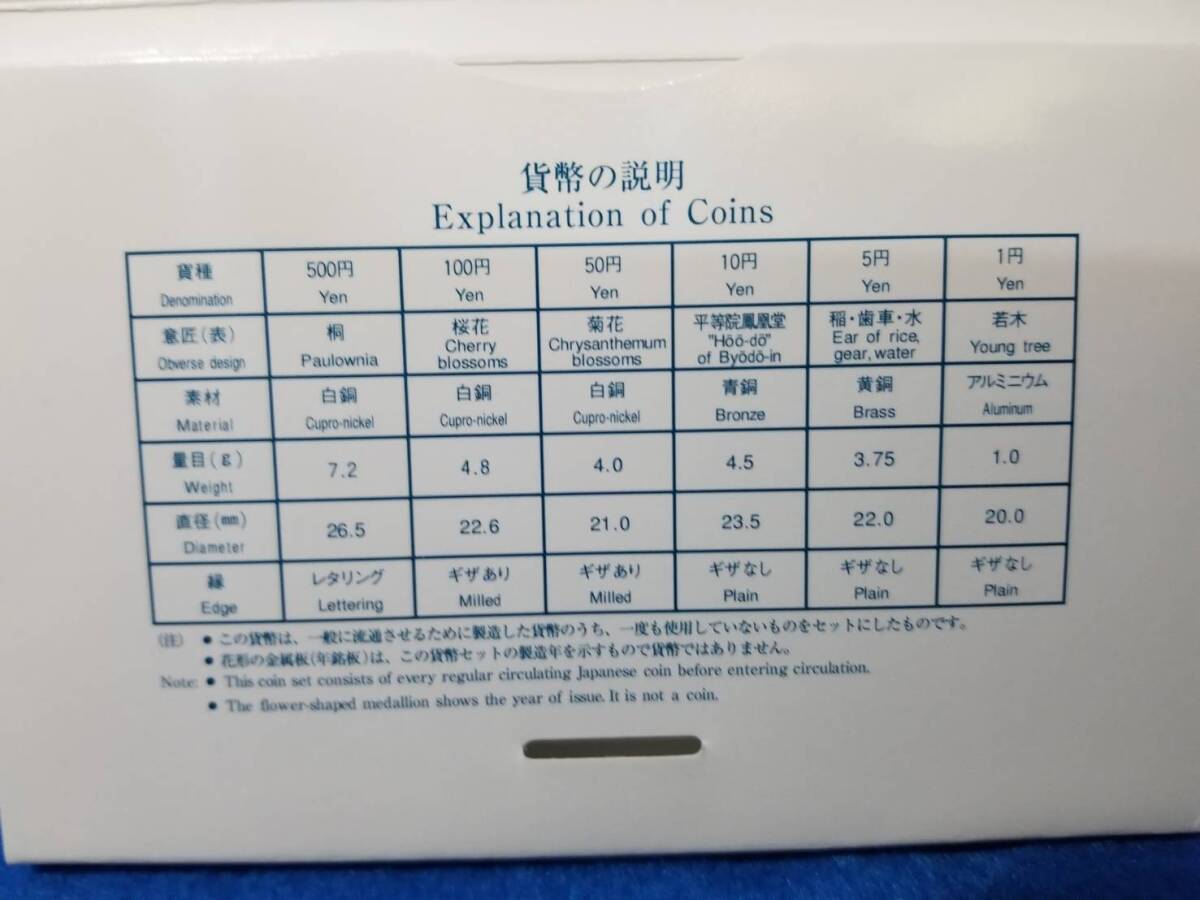 貨幣の説明
Explanation of Coins
貨種 500円 100円 50円 10円 5円 1円
Denomination Yen Yen Yen Yen Yen Yen
意匠(表) 桐 桜花 菊花 平等院鳳凰堂 稲・歯車・水 若木
Obverse design Paulownia Cherry blossoms Chrysanthemum blossoms "Hōō-dō" of Byōdō-in Ear of rice, gear, water Young tree
素材 白銅 白銅 白銅 青銅 黄銅 アルミニウム
Material Cupro-nickel Cupro-nickel Cupro-nickel Bronze Brass Aluminum
量目(g) 7.2 4.8 4.0 4.5 3.75 1.0
Weight
直径(㎜) 26.5 22.6 21.0 23.5 22.0 20.0
Diameter
縁 レタリング ギザあり ギザあり ギザなし ギザなし ギザなし
Edge Lettering Milled Milled Plain Plain Plain
(注) ● この貨幣は、一般に流通させるために製造した貨幣のうち、一度も使用していないものをセットにしたものです。
● 花形の金属板(年銘板)は、この貨幣セットの製造年を示すもので貨幣ではありません。
Note: ● This coin set consists of every regular circulating Japanese coin before entering circulation.
● The flower-shaped medallion shows the year of issue. It is not a coin.